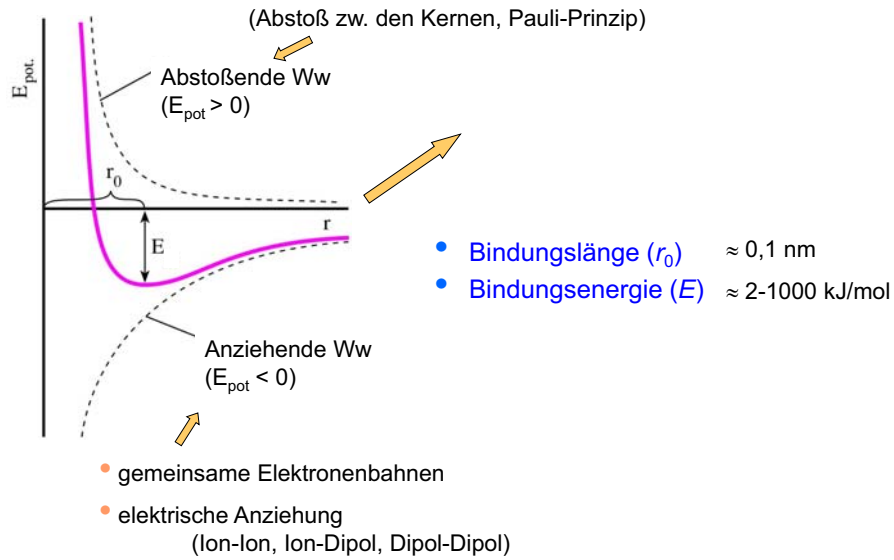 (Abstoß zw. den Kernen, Pauli-Prinzip)
E_pot.
Abstoßende Ww
(E_pot > 0)
r_0
r
E
• Bindungslänge (r_0) ≈ 0,1 nm
• Bindungsenergie (E) ≈ 2-1000 kJ/mol
Anziehende Ww
(E_pot < 0)
• gemeinsame Elektronenbahnen
• elektrische Anziehung
(Ion-Ion, Ion-Dipol, Dipol-Dipol)